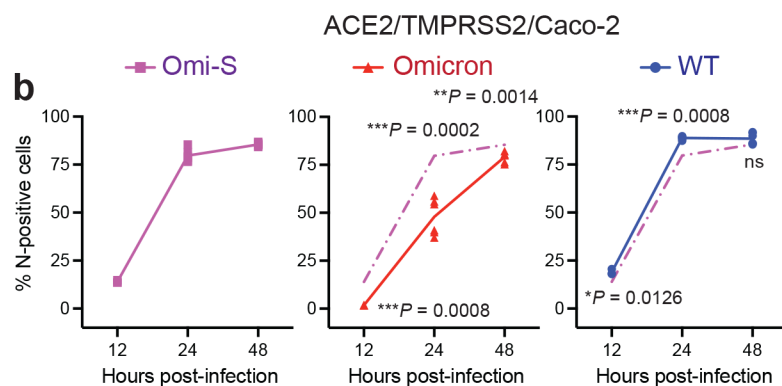 ACE2/TMPRSS2/Caco-2
Omi-S
Omicron
WT
b
% N-positive cells
100
75
50
25
0
12
24
48
Hours post-infection
**P = 0.0014
***P = 0.0002
***P = 0.0008
100
75
50
25
0
12
24
48
Hours post-infection
***P = 0.0008
ns
*P = 0.0126
100
75
50
25
0
12
24
48
Hours post-infection